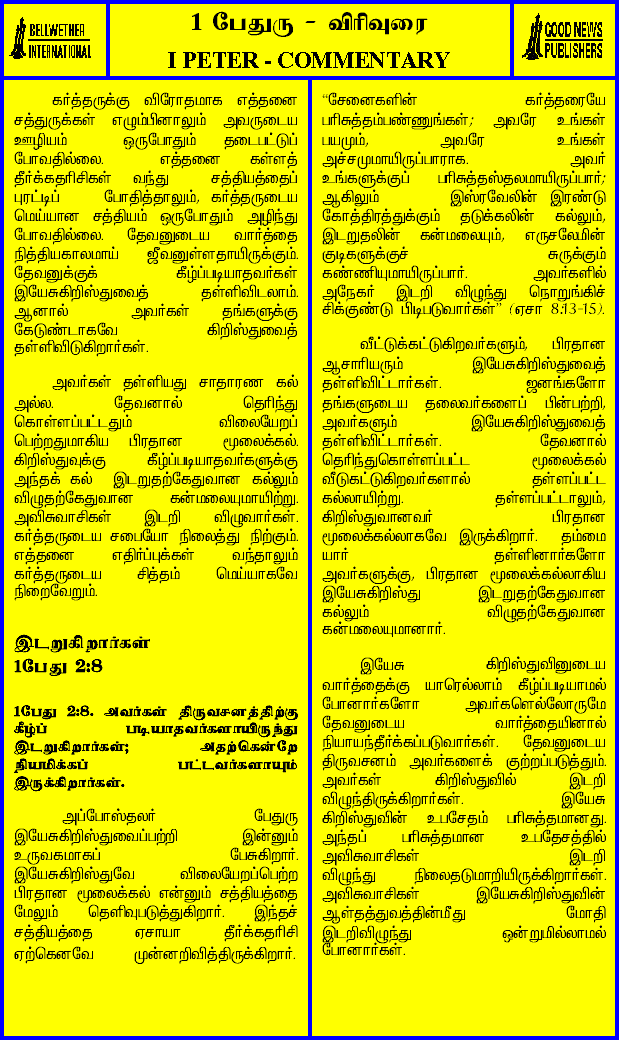 BELLWETHER
INTERNATIONAL
1 பேதுரு - விரிவுரை
I PETER - COMMENTARY
GOOD NEWS
PUBLISHERS
கர்த்தருக்கு விரோதமாக எத்தனை
சத்துருக்கள் எழும்பினாலும் அவருடைய
ஊழியம் ஒருபோதும் தடைபட்டுப்
போவதில்லை. எத்தனை கள்ளத்
தீர்க்கதரிசிகள் வந்து சத்தியத்தைப்
புரட்டிப் போதித்தாலும், கர்த்தருடைய
மெய்யான சத்தியம் ஒருபோதும் அழிந்து
போவதில்லை. தேவனுடைய வார்த்தை
நித்தியகாலமாய் ஜீவனுள்ளதாயிருக்கும்.
தேவனுக்குக் கீழ்ப்படியாதவர்கள்
இயேசுகிறிஸ்துவைத் தள்ளிவிடலாம்.
ஆனால் அவர்கள் தங்களுக்கு
கேடுண்டாகவே கிறிஸ்துவைத்
தள்ளிவிடுகிறார்கள்.
அவர்கள் தள்ளியது சாதாரண கல்
அல்ல. தேவனால் தெரிந்து
கொள்ளப்பட்டதும் விலையேறப்
பெற்றதுமாகிய பிரதான மூலைக்கல்.
கிறிஸ்துவுக்கு கீழ்ப்படியாதவர்களுக்கு
அந்தக் கல் இடறுதற்கேதுவான கல்லும்
விழுதற்கேதுவான கன்மலையுமாயிற்று.
அவிசுவாசிகள் இடறி விழுவார்கள்.
கர்த்தருடைய சபையோ நிலைத்து நிற்கும்.
எத்தனை எதிர்ப்புக்கள் வந்தாலும்
கர்த்தருடைய சித்தம் மெய்யாகவே
நிறைவேறும்.
இடறுகிறார்கள்
1பேது 2:8
1பேது 2:8. அவர்கள் திருவசனத்திற்கு
கீழ்ப் படியாதவர்களாயிருந்து
இடறுகிறார்கள்; அதற்கென்றே
நியமிக்கப் பட்டவர்களாயும்
இருக்கிறார்கள்.
அப்போஸ்தலர் பேதுரு
இயேசுகிறிஸ்துவைப்பற்றி இன்னும்
உருவகமாகப் பேசுகிறார்.
இயேசுகிறிஸ்துவே விலையேறப்பெற்ற
பிரதான மூலைக்கல் என்னும் சத்தியத்தை
மேலும் தெளிவுபடுத்துகிறார். இந்தச்
சத்தியத்தை ஏசாயா தீர்க்கதரிசி
ஏற்கெனவே முன்னறிவித்திருக்கிறார்.
“சேனைகளின் கர்த்தரையே
பரிசுத்தம்பண்ணுங்கள்; அவரே உங்கள்
பயமும், அவரே உங்கள்
அச்சமுமாயிருப்பாராக. அவர்
உங்களுக்குப் பரிசுத்தஸ்தலமாயிருப்பார்;
ஆகிலும் இஸ்ரவேலின் இரண்டு
கோத்திரத்துக்கும் தடுக்கலின் கல்லும்,
இடறுதலின் கன்மலையும், எருசலேமின்
குடிகளுக்குச் சுருக்கும்
கண்ணியுமாயிருப்பார். அவர்களில்
அநேகர் இடறி விழுந்து நொறுங்கிச்
சிக்குண்டு பிடிபடுவார்கள்” (ஏசா 8:13-15).
வீட்டுக்கட்டுகிறவர்களும், பிரதான
ஆசாரியரும் இயேசுகிறிஸ்துவைத்
தள்ளிவிட்டார்கள். ஜனங்களோ
தங்களுடைய தலைவர்களைப் பின்பற்றி,
அவர்களும் இயேசுகிறிஸ்துவைத்
தள்ளிவிட்டார்கள். தேவனால்
தெரிந்துகொள்ளப்பட்ட மூலைக்கல்
வீடுகட்டுகிறவர்களால் தள்ளப்பட்ட
கல்லாயிற்று. தள்ளப்பட்டாலும்,
கிறிஸ்துவானவர் பிரதான
மூலைக்கல்லாகவே இருக்கிறார். தம்மை
யார் தள்ளினார்களோ
அவர்களுக்கு, பிரதான மூலைக்கல்லாகிய
இயேசுகிறிஸ்து இடறுதற்கேதுவான
கல்லும் விழுதற்கேதுவான
கன்மலையுமானார்.
இயேசு கிறிஸ்துவினுடைய
வார்த்தைக்கு யாரெல்லாம் கீழ்ப்படியாமல்
போனார்களோ அவர்களெல்லோருமே
தேவனுடைய வார்த்தையினால்
நியாயந்தீர்க்கப்படுவார்கள். தேவனுடைய
திருவசனம் அவர்களைக் குற்றப்படுத்தும்.
அவர்கள் கிறிஸ்துவில் இடறி
விழுந்திருக்கிறார்கள். இயேசு
கிறிஸ்துவின் உபசேதம் பரிசுத்தமானது.
அந்தப் பரிசுத்தமான உபதேசத்தில்
அவிசுவாசிகள் இடறி
விழுந்து நிலைதடுமாறியிருக்கிறார்கள்.
அவிசுவாசிகள் இயேசுகிறிஸ்துவின்
ஆள்தத்துவத்தின்மீது மோதி
இடறிவிழுந்து ஒன்றுமில்லாமல்
போனார்கள்.